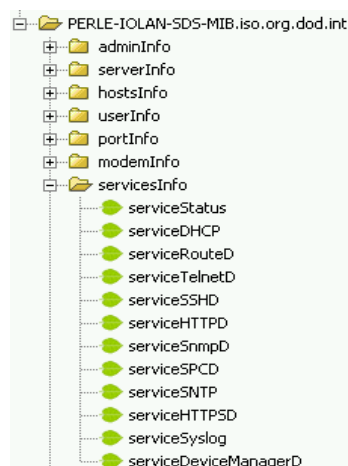 PERLE-IOLAN-SDS-MIB.iso.org.dod.int
adminInfo
serverInfo
hostsInfo
userInfo
portInfo
modemInfo
servicesInfo
serviceStatus
serviceDHCP
serviceRouteD
serviceTelnetD
serviceSSHD
serviceHTTPD
serviceSnmpD
serviceSPCD
serviceSNTP
serviceHTTPSD
serviceSyslog
serviceDeviceManagerD